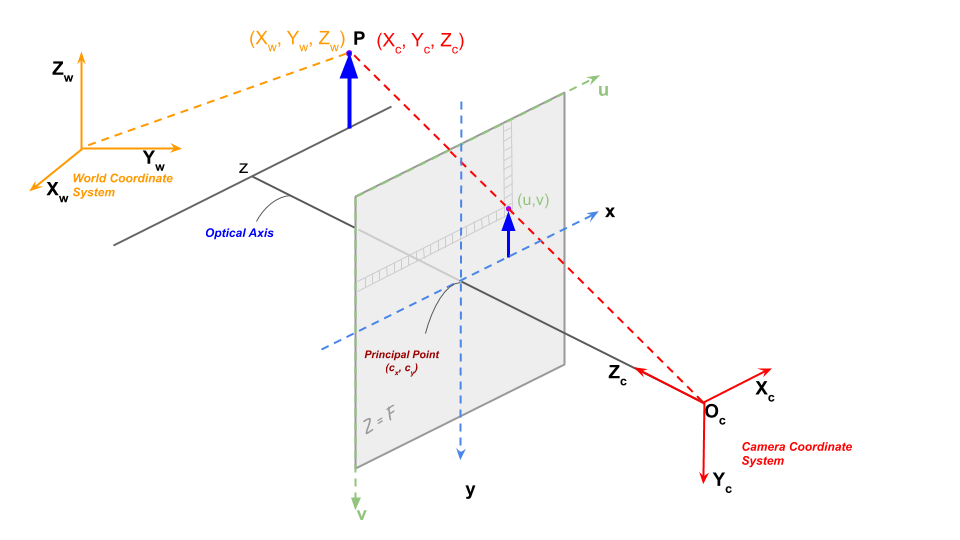 (Xw, Yw, Zw) P (Xc, Yc, Zc)
Zw
u
Yw
z
World Coordinate
System
Xw
(u,v)
x
Optical Axis
Principal Point
(cx, cy)
Zc
Xc
Oc
Z = F
Camera Coordinate
System
Yc
y
v